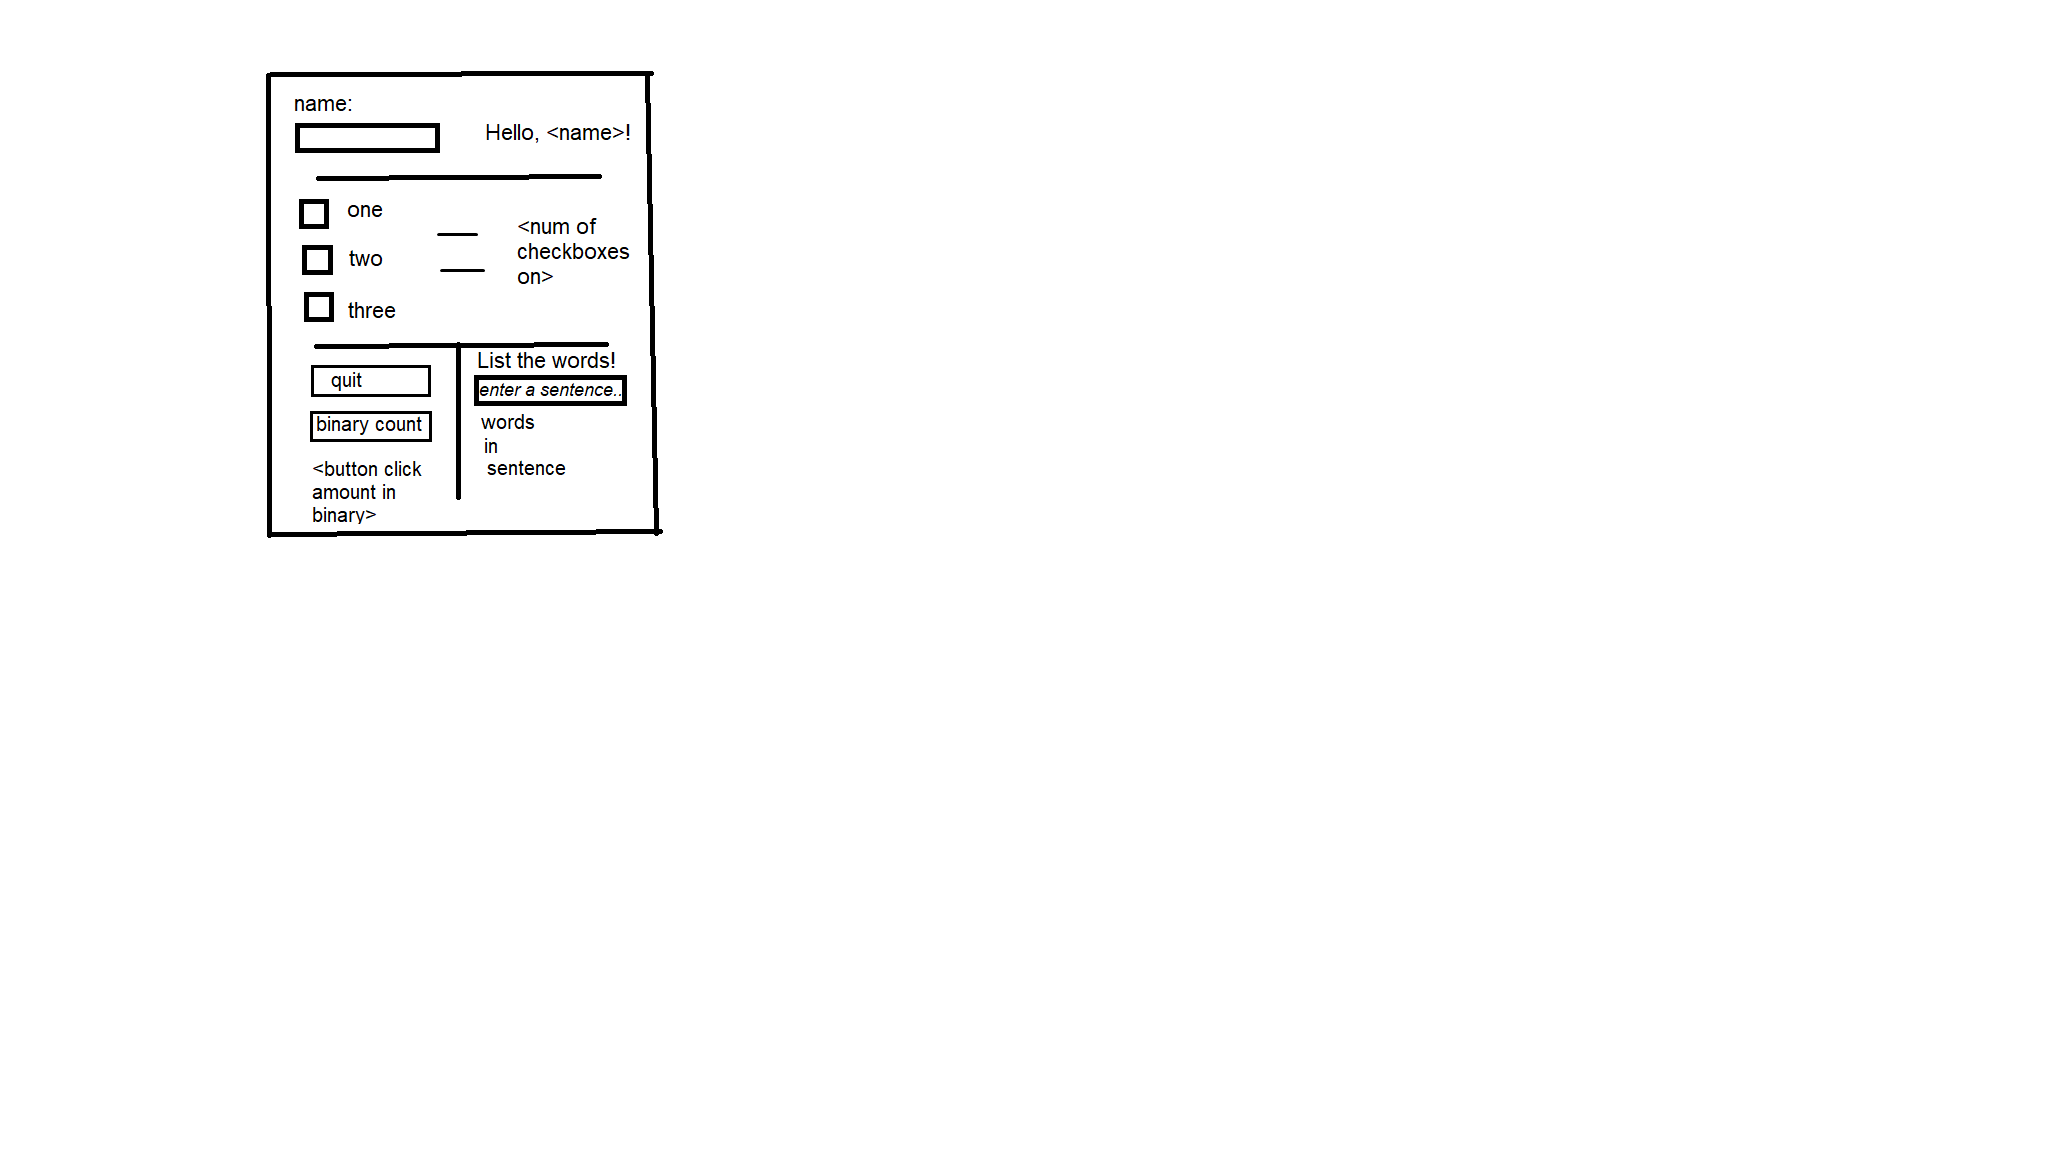 name:
Hello, <name>!
one
two
three
<num of
checkboxes
on>
quit
binary count
<button click
amount in
binary>
List the words!
enter a sentence..
words
in
sentence